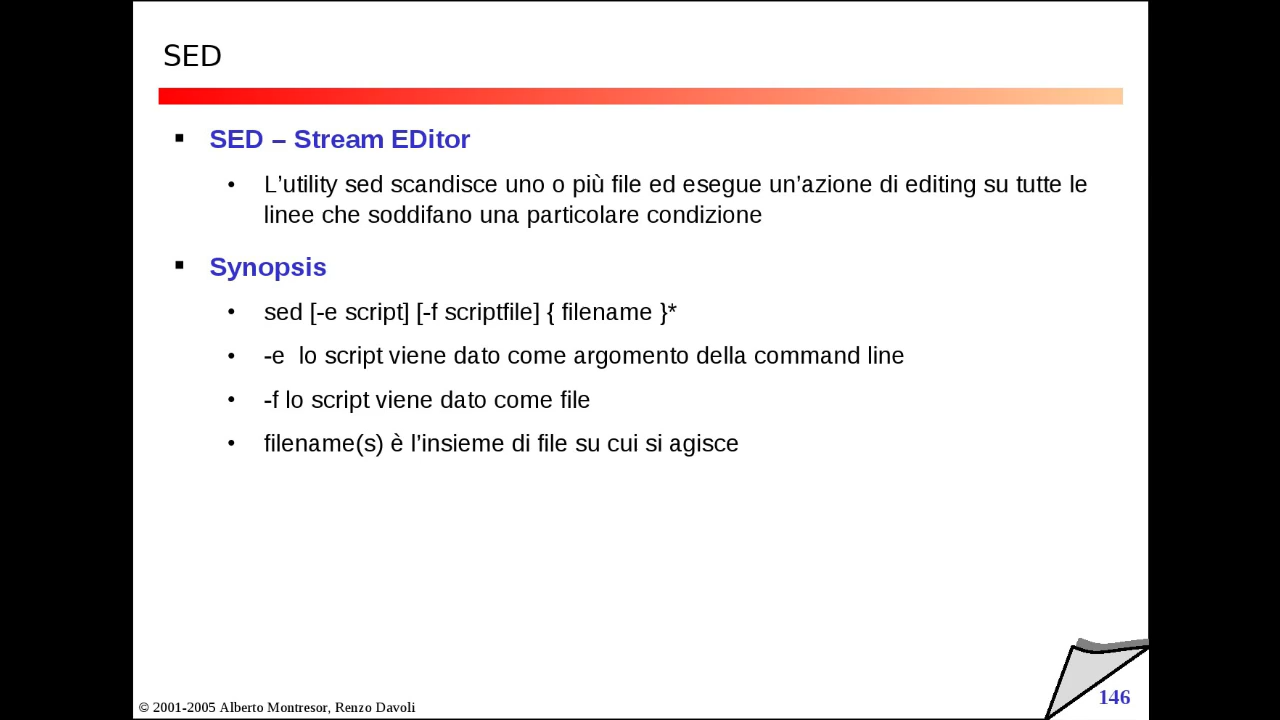 SED
▪ SED – Stream EDitor
• L’utility sed scandisce uno o più file ed esegue un’azione di editing su tutte le
linee che soddifano una particolare condizione
▪ Synopsis
• sed [-e script] [-f scriptfile] { filename }*
• -e  lo script viene dato come argomento della command line
• -f lo script viene dato come file
• filename(s) è l’insieme di file su cui si agisce
© 2001-2005 Alberto Montresor, Renzo Davoli
146